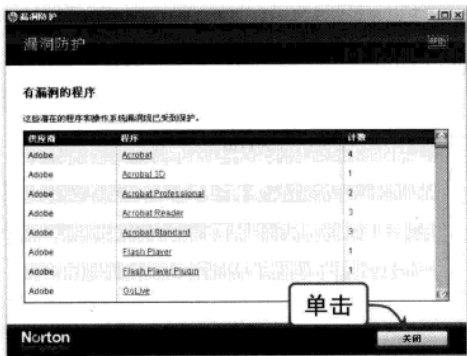 漏洞防护
漏洞防护
帮助
有漏洞的程序
这些潜在的程序和操作系统漏洞现已受到保护。
供应商 程序 计数
Adobe Acrobat 4
Adobe Acrobat 3D 1
Adobe Acrobat Professional 2
Adobe Acrobat Reader 3
Adobe Acrobat Standard 3
Adobe Flash Player 1
Adobe Flash Player Plugin
Adobe GoLive
单击
Norton
关闭